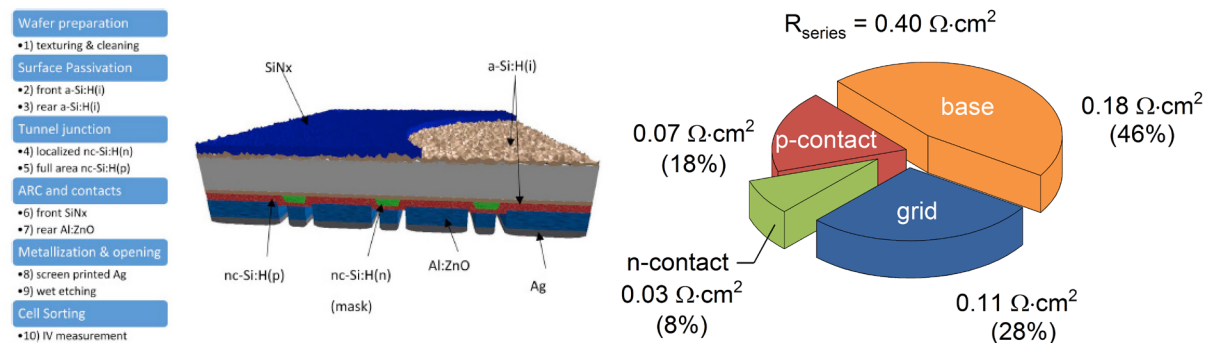 Wafer preparation
•1) texturing & cleaning
Surface Passivation
•2) front a-Si:H(i)
•3) rear a-Si:H(i)
Tunnel junction
•4) localized nc-Si:H(n)
•5) full area nc-Si:H(p)
ARC and contacts
•6) front SiNx
•7) rear Al:ZnO
Metallization & opening
•8) screen printed Ag
•9) wet etching
Cell Sorting
•10) IV measurement
SiNx
a-Si:H(i)
nc-Si:H(p)
nc-Si:H(n)
(mask)
Al:ZnO
Ag
R_series = 0.40 Ω·cm²
base
0.18 Ω·cm²
(46%)
p-contact
0.07 Ω·cm²
(18%)
grid
0.11 Ω·cm²
(28%)
n-contact
0.03 Ω·cm²
(8%)